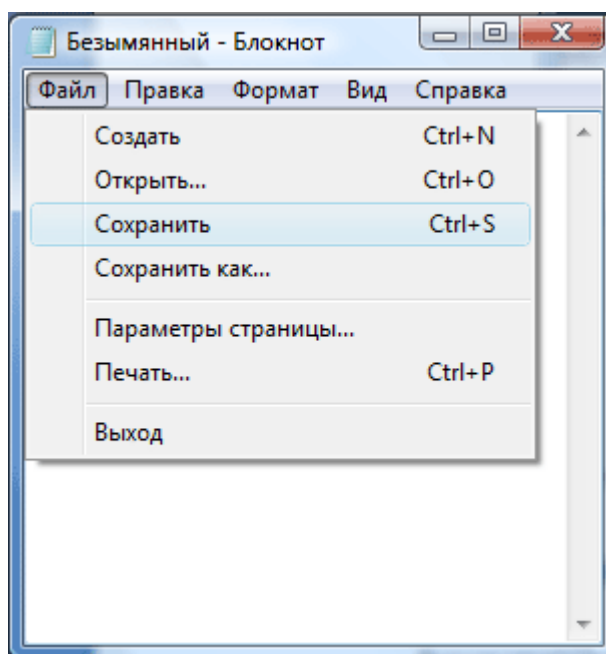 Безымянный - Блокнот
Файл Правка Формат Вид Справка
Создать Ctrl+N
Открыть... Ctrl+O
Сохранить Ctrl+S
Сохранить как...
Параметры страницы...
Печать... Ctrl+P
Выход